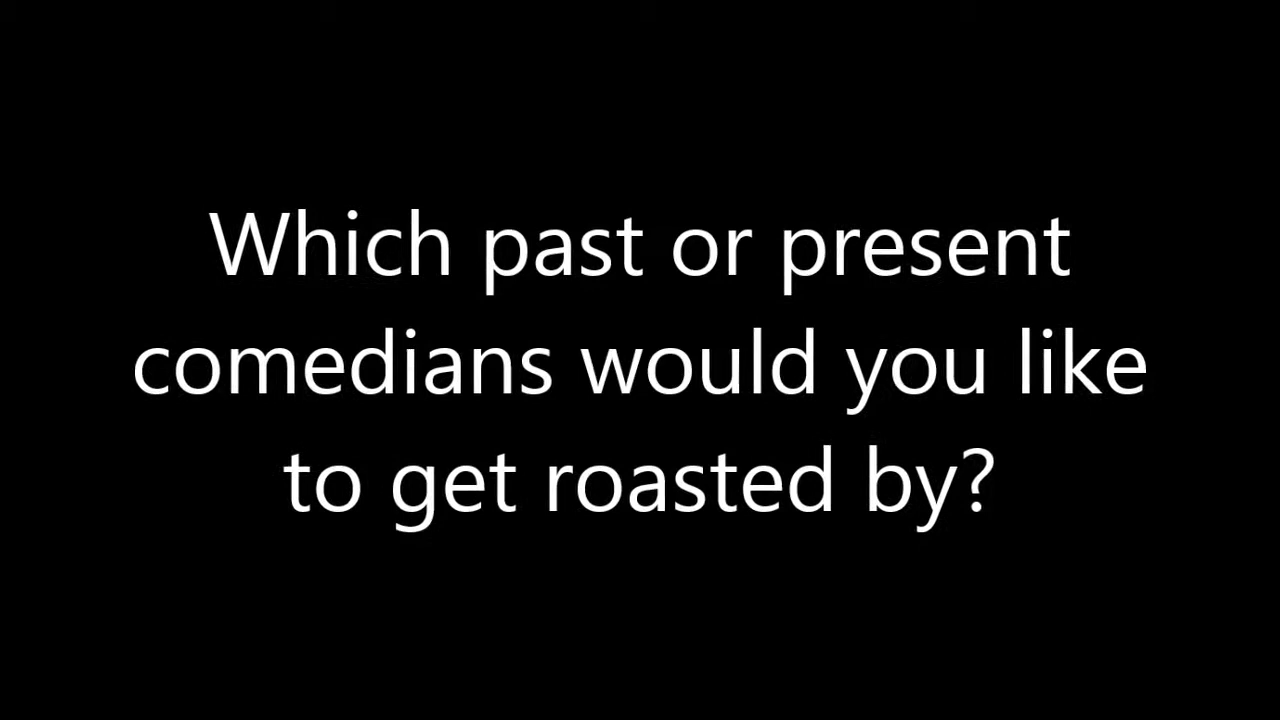 Which past or present
comedians would you like
to get roasted by?